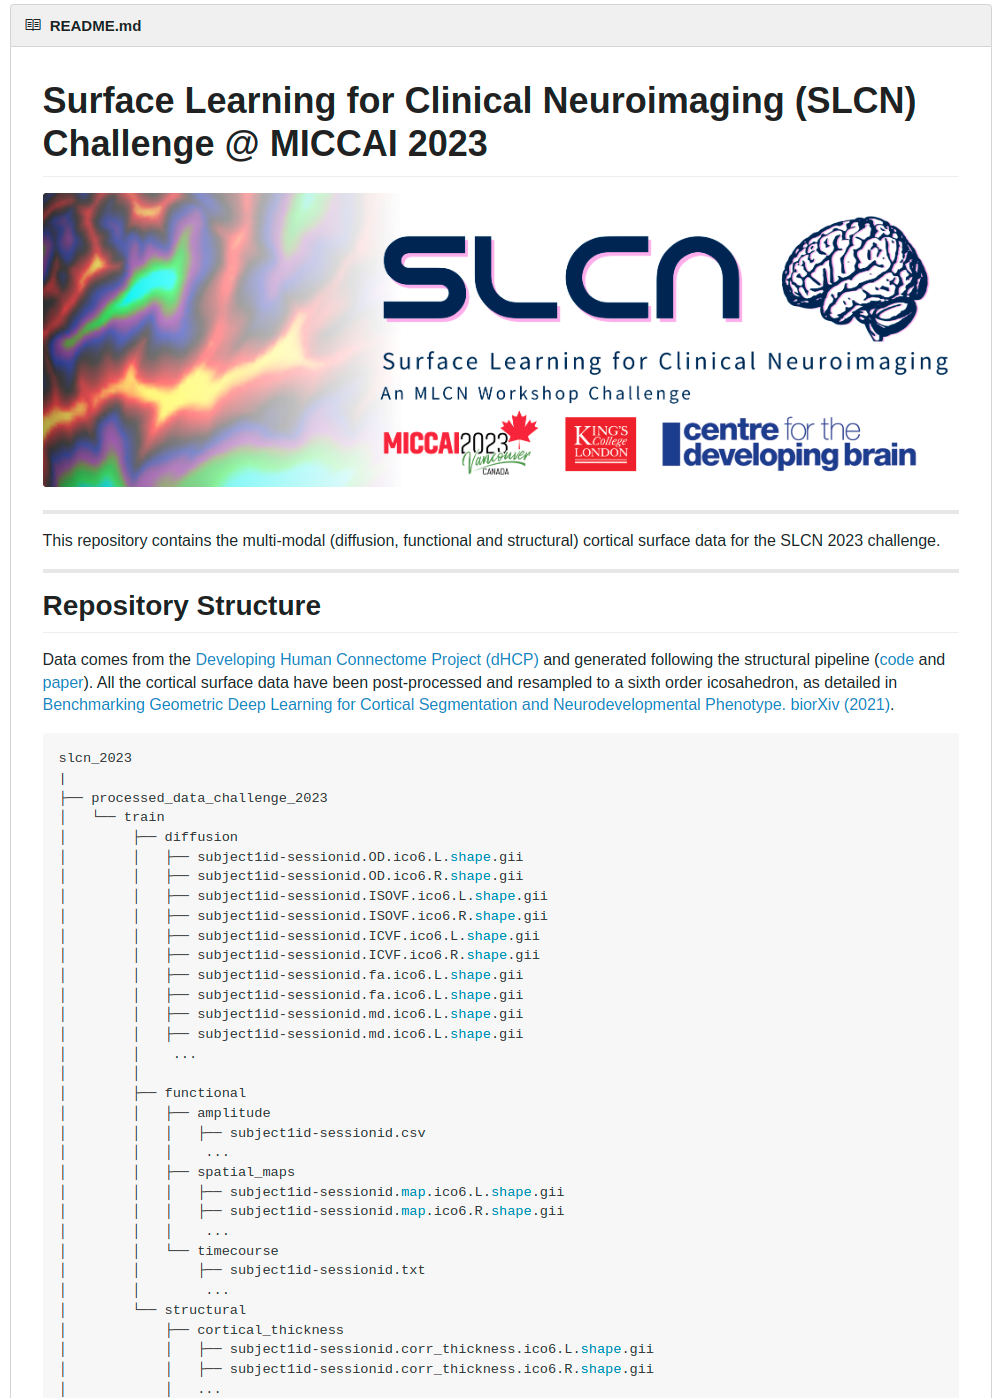 README.md
Surface Learning for Clinical Neuroimaging (SLCN)
Challenge @ MICCAI 2023
SLCN
Surface Learning for Clinical Neuroimaging
An MLCN Workshop Challenge
MICCAI2023
Vancouver
CANADA
KING'S
College
LONDON
centre for the
developing brain
This repository contains the multi-modal (diffusion, functional and structural) cortical surface data for the SLCN 2023 challenge.
Repository Structure
Data comes from the Developing Human Connectome Project (dHCP) and generated following the structural pipeline (code and
paper). All the cortical surface data have been post-processed and resampled to a sixth order icosahedron, as detailed in
Benchmarking Geometric Deep Learning for Cortical Segmentation and Neurodevelopmental Phenotype. biorXiv (2021).
slcn_2023
|
├── processed_data_challenge_2023
│   └── train
│        ├── diffusion
│        │   ├── subject1id-sessionid.OD.ico6.L.shape.gii
│        │   ├── subject1id-sessionid.OD.ico6.R.shape.gii
│        │   ├── subject1id-sessionid.ISOVF.ico6.L.shape.gii
│        │   ├── subject1id-sessionid.ISOVF.ico6.R.shape.gii
│        │   ├── subject1id-sessionid.ICVF.ico6.L.shape.gii
│        │   ├── subject1id-sessionid.ICVF.ico6.R.shape.gii
│        │   ├── subject1id-sessionid.fa.ico6.L.shape.gii
│        │   ├── subject1id-sessionid.fa.ico6.L.shape.gii
│        │   ├── subject1id-sessionid.md.ico6.L.shape.gii
│        │   ├── subject1id-sessionid.md.ico6.L.shape.gii
│        │    ...
│        │
│        ├── functional
│        │   ├── amplitude
│        │   │   ├── subject1id-sessionid.csv
│        │   │    ...
│        │   ├── spatial_maps
│        │   │   ├── subject1id-sessionid.map.ico6.L.shape.gii
│        │   │   ├── subject1id-sessionid.map.ico6.R.shape.gii
│        │   │    ...
│        │   └── timecourse
│        │       ├── subject1id-sessionid.txt
│        │        ...
│        └── structural
│            ├── cortical_thickness
│            │   ├── subject1id-sessionid.corr_thickness.ico6.L.shape.gii
│            │   ├── subject1id-sessionid.corr_thickness.ico6.R.shape.gii
│            │   ...